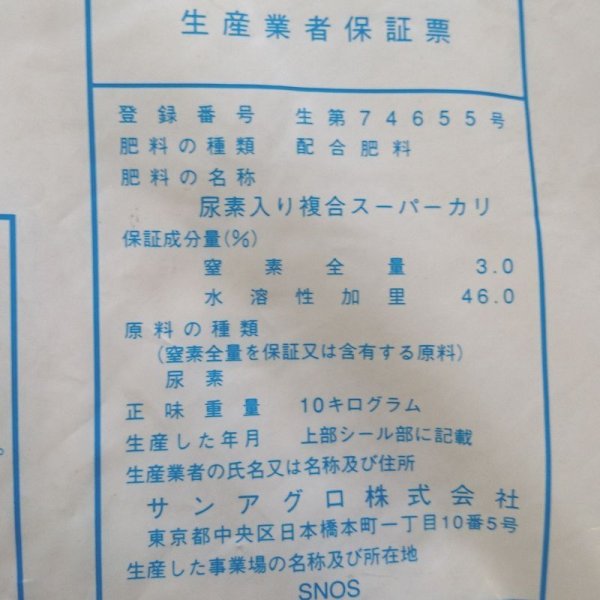 生産業者保証票
登録番号 生第74655号
肥料の種類 配合肥料
肥料の名称
尿素入り複合スーパーカリ
保証成分量(%)
窒素全量 3.0
水溶性加里 46.0
原料の種類
(窒素全量を保証又は含有する原料)
尿素
正味重量 10キログラム
生産した年月 上部シール部に記載
生産業者の氏名又は名称及び住所
サンアグロ株式会社
東京都中央区日本橋本町一丁目10番5号
生産した事業場の名称及び所在地
SNOS